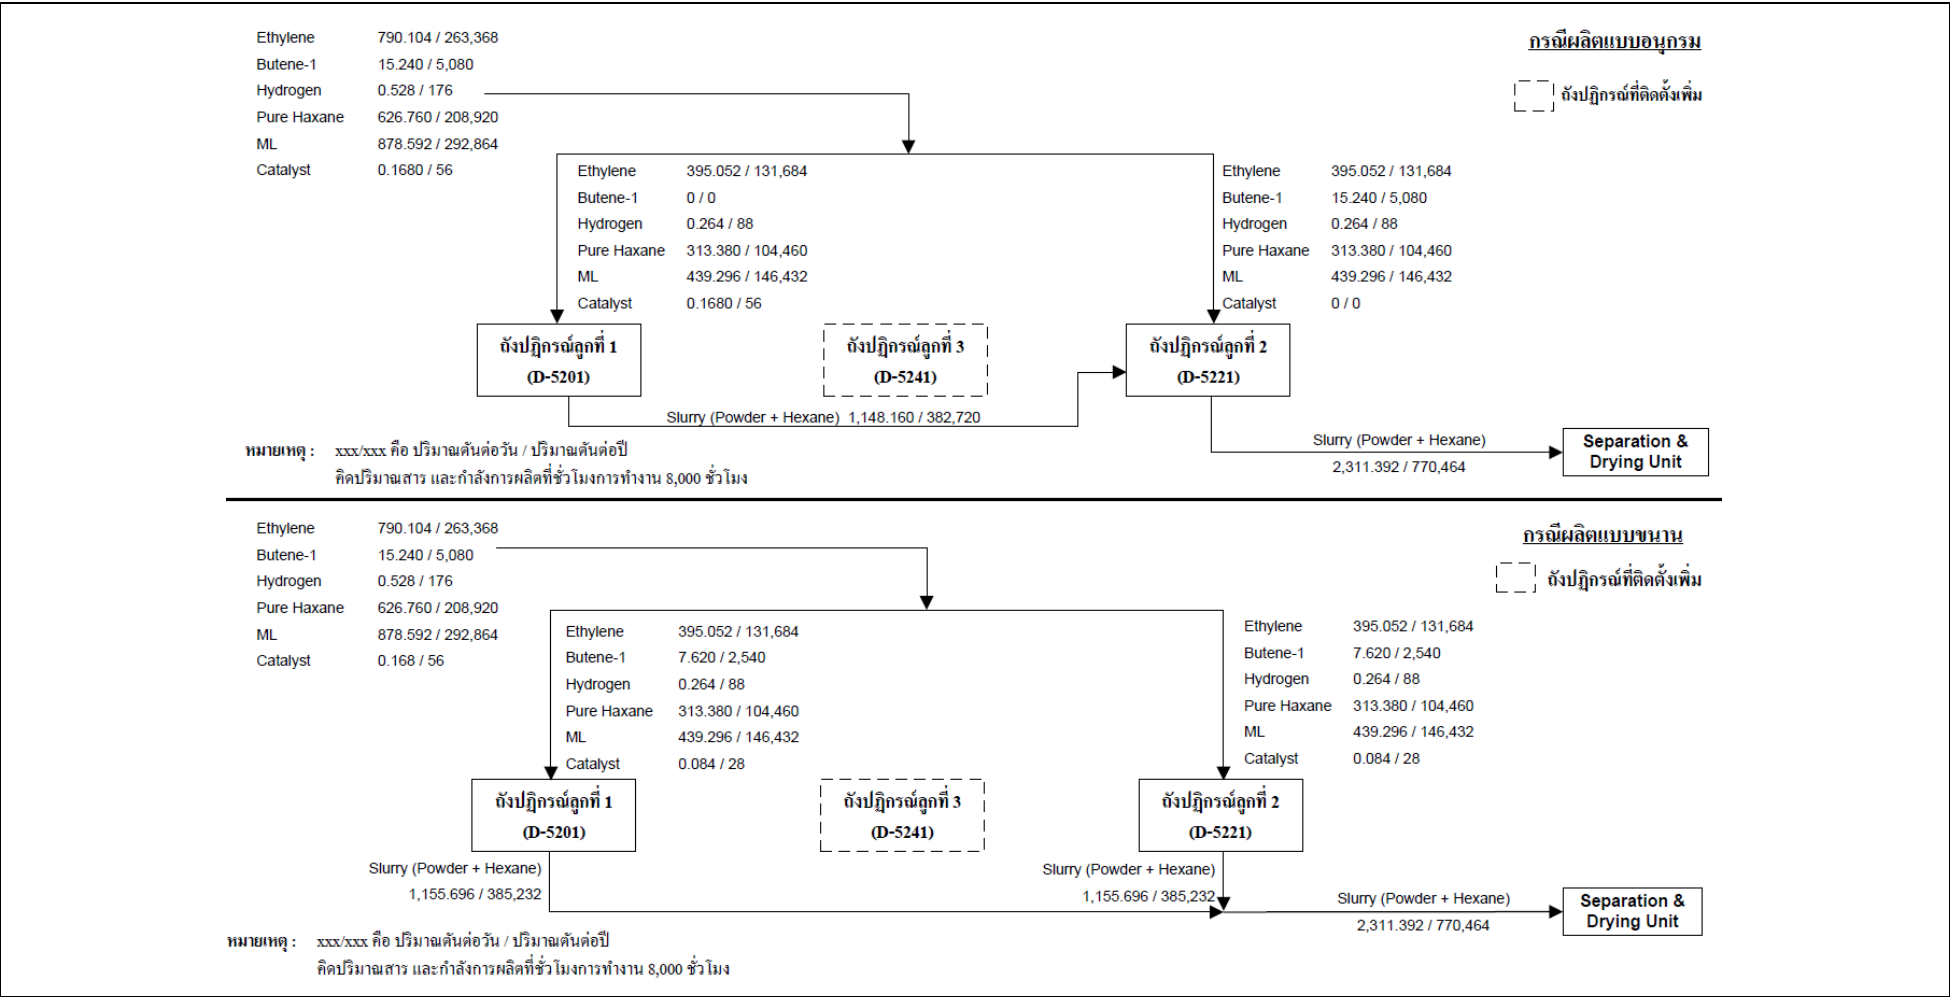 กรณีผลิตแบบอนุกรม
ถังปฏิกรณ์ที่ติดตั้งเพิ่ม
Ethylene 790.104 / 263,368
Butene-1 15.240 / 5,080
Hydrogen 0.528 / 176
Pure Haxane 626.760 / 208,920
ML 878.592 / 292,864
Catalyst 0.1680 / 56
Ethylene 395.052 / 131,684
Butene-1 0 / 0
Hydrogen 0.264 / 88
Pure Haxane 313.380 / 104,460
ML 439.296 / 146,432
Catalyst 0.1680 / 56
Ethylene 395.052 / 131,684
Butene-1 15.240 / 5,080
Hydrogen 0.264 / 88
Pure Haxane 313.380 / 104,460
ML 439.296 / 146,432
Catalyst 0 / 0
ถังปฏิกรณ์ลูกที่ 1
(D-5201)
ถังปฏิกรณ์ลูกที่ 3
(D-5241)
ถังปฏิกรณ์ลูกที่ 2
(D-5221)
Slurry (Powder + Hexane) 1,148.160 / 382,720
Slurry (Powder + Hexane)
2,311.392 / 770,464
Separation &
Drying Unit
หมายเหตุ : xxx/xxx คือ ปริมาณตันต่อวัน / ปริมาณตันต่อปี
คิดปริมาณสาร และกำลังการผลิตที่ชั่วโมงการทำงาน 8,000 ชั่วโมง
กรณีผลิตแบบขนาน
ถังปฏิกรณ์ที่ติดตั้งเพิ่ม
Ethylene 790.104 / 263,368
Butene-1 15.240 / 5,080
Hydrogen 0.528 / 176
Pure Haxane 626.760 / 208,920
ML 878.592 / 292,864
Catalyst 0.168 / 56
Ethylene 395.052 / 131,684
Butene-1 7.620 / 2,540
Hydrogen 0.264 / 88
Pure Haxane 313.380 / 104,460
ML 439.296 / 146,432
Catalyst 0.084 / 28
Ethylene 395.052 / 131,684
Butene-1 7.620 / 2,540
Hydrogen 0.264 / 88
Pure Haxane 313.380 / 104,460
ML 439.296 / 146,432
Catalyst 0.084 / 28
ถังปฏิกรณ์ลูกที่ 1
(D-5201)
ถังปฏิกรณ์ลูกที่ 3
(D-5241)
ถังปฏิกรณ์ลูกที่ 2
(D-5221)
Slurry (Powder + Hexane)
1,155.696 / 385,232
Slurry (Powder + Hexane)
1,155.696 / 385,232
Slurry (Powder + Hexane)
2,311.392 / 770,464
Separation &
Drying Unit
หมายเหตุ : xxx/xxx คือ ปริมาณตันต่อวัน / ปริมาณตันต่อปี
คิดปริมาณสาร และกำลังการผลิตที่ชั่วโมงการทำงาน 8,000 ชั่วโมง